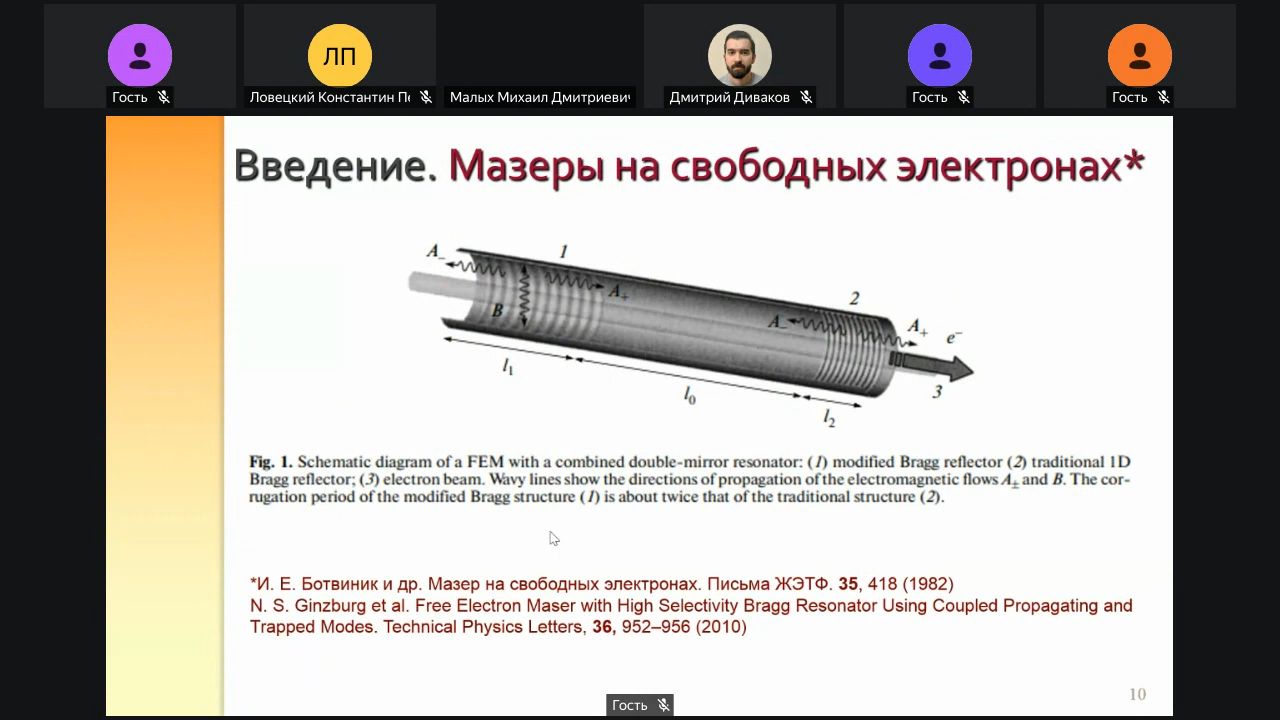 ЛП
Гость
Ловецкий Константин Пе
Малых Михаил Дмитриевич
Дмитрий Диваков
Гость
Гость
Введение. Мазеры на свободных электронах*
A_
1
A+
B
2
A_
A+
e⁻
3
l₁
l₀
l₂
Fig. 1. Schematic diagram of a FEM with a combined double-mirror resonator: (1) modified Bragg reflector (2) traditional 1D
Bragg reflector; (3) electron beam. Wavy lines show the directions of propagation of the electromagnetic flows A± and B. The cor-
rugation period of the modified Bragg structure (1) is about twice that of the traditional structure (2).
*И. Е. Ботвиник и др. Мазер на свободных электронах. Письма ЖЭТФ. 35, 418 (1982)
N. S. Ginzburg et al. Free Electron Maser with High Selectivity Bragg Resonator Using Coupled Propagating and
Trapped Modes. Technical Physics Letters, 36, 952–956 (2010)
10
Гость